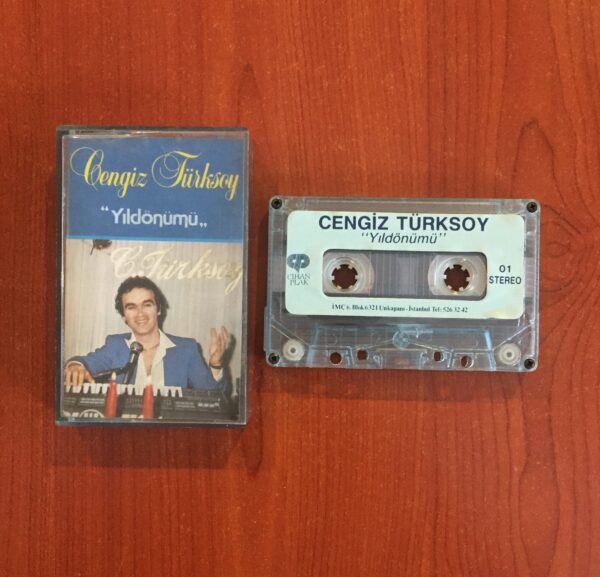 Cengiz Türksoy
“Yıldönümü„
C. Türksoy
CENGİZ TÜRKSOY
"Yıldönümü"
CİHAN
PLAK
01
STEREO
İMÇ 6. Blok 6321 Unkapanı - İstanbul Tel: 526 32 42